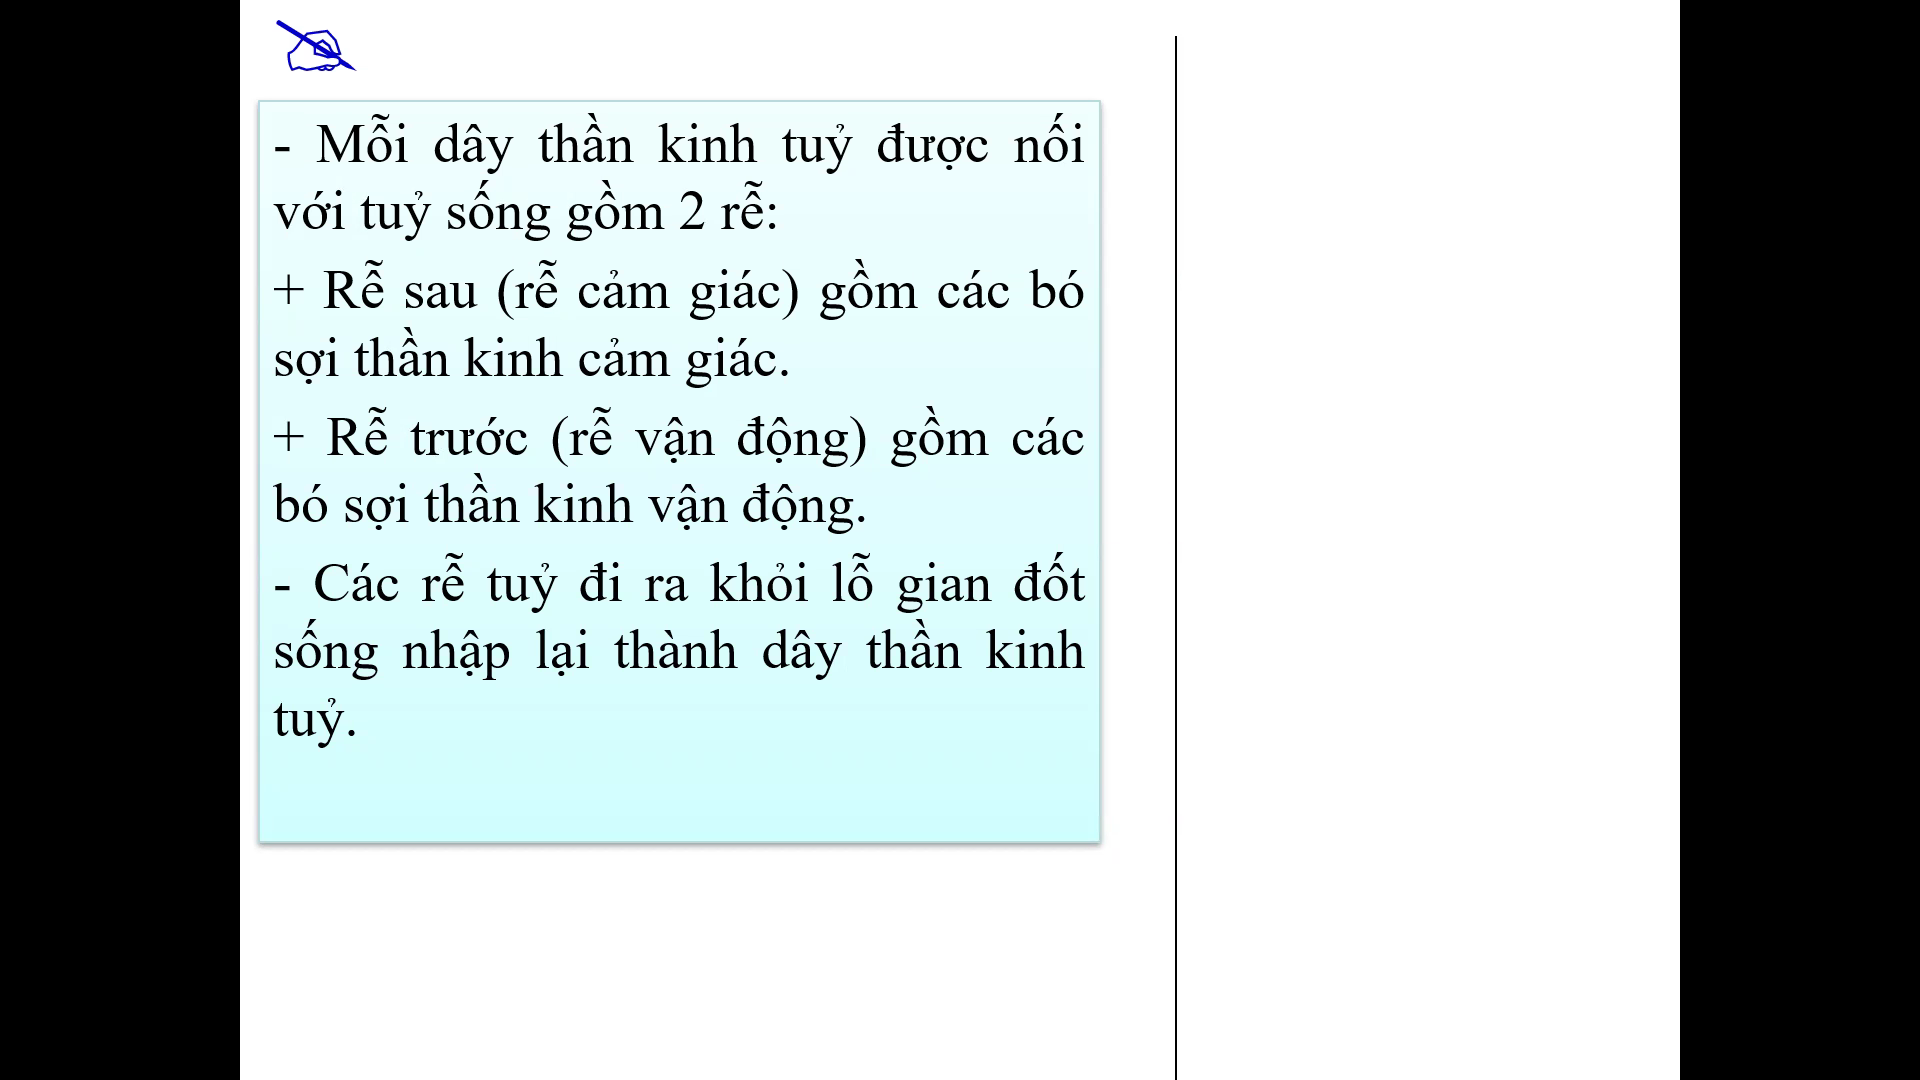 - Mỗi dây thần kinh tuỷ được nối
với tuỷ sống gồm 2 rễ:
+ Rễ sau (rễ cảm giác) gồm các bó
sợi thần kinh cảm giác.
+ Rễ trước (rễ vận động) gồm các
bó sợi thần kinh vận động.
- Các rễ tuỷ đi ra khỏi lỗ gian đốt
sống nhập lại thành dây thần kinh
tuỷ.